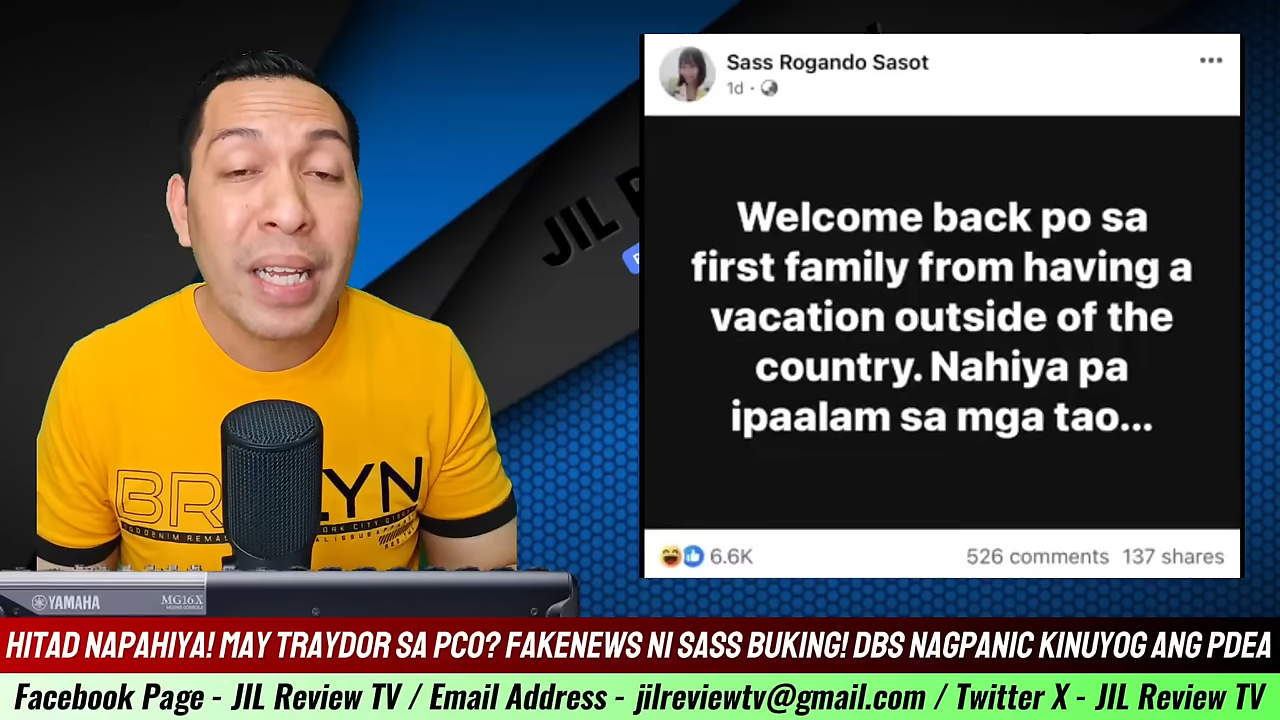 Sass Rogando Sasot
1d
Welcome back po sa
first family from having a
vacation outside of the
country. Nahiya pa
ipaalam sa mga tao...
6.6K
526 comments 137 shares
JIL
BR YN
YAMAHA
MG16X
HITAD NAPAHIYA! MAY TRAYDOR SA PCO? FAKENEWS NI SASS BUKING! DBS NAGPANIC KINUYOG ANG PDEA
Facebook Page - JIL Review TV / Email Address - jilreviewtv@gmail.com / Twitter X - JIL Review TV